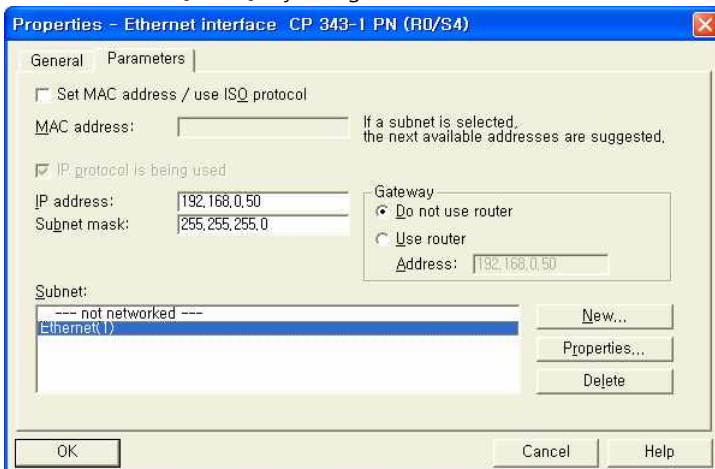 Properties - Ethernet interface CP 343-1 PN (R0/S4)
General Parameters
Set MAC address / use ISO protocol
MAC address:
If a subnet is selected,
the next available addresses are suggested.
IP protocol is being used
IP address: 192.168.0.50
Subnet mask: 255.255.255.0
Gateway
Do not use router
Use router
Address: 192.168.0.50
Subnet:
--- not networked ---
Ethernet(1)
New...
Properties...
Delete
OK Cancel Help